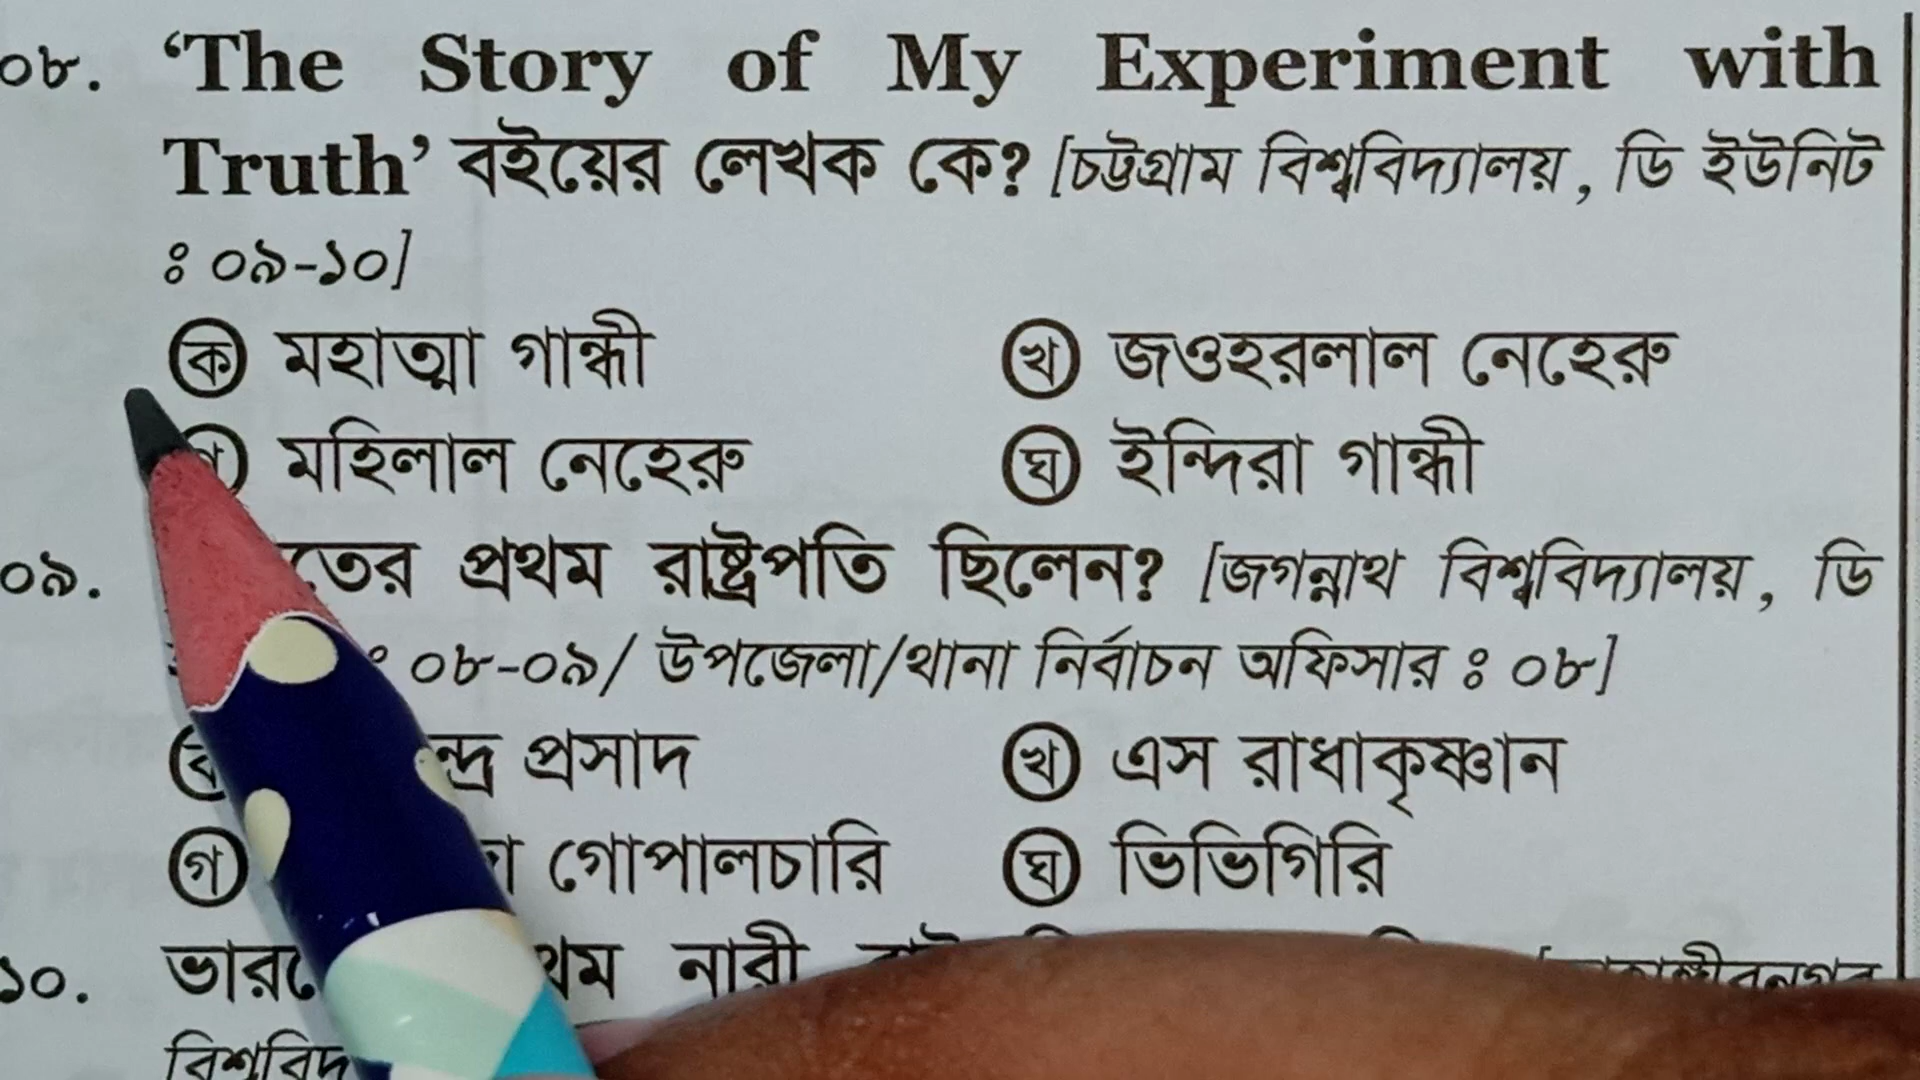 ০৮. ‘The Story of My Experiment with
Truth’ বইয়ের লেখক কে? [চট্টগ্রাম বিশ্ববিদ্যালয়, ডি ইউনিট
ঃ ০৯-১০]
ক মহাত্মা গান্ধী খ জওহরলাল নেহেরু
মহিলাল নেহেরু ঘ ইন্দিরা গান্ধী
০৯. প্রথম রাষ্ট্রপতি ছিলেন? [জগন্নাথ বিশ্ববিদ্যালয়, ডি
ঃ ০৮-০৯/ উপজেলা/থানা নির্বাচন অফিসার ঃ ০৮]
প্রসাদ খ এস রাধাকৃষ্ণান
গ গোপালচারি ঘ ভিভিগিরি
১০. নারী